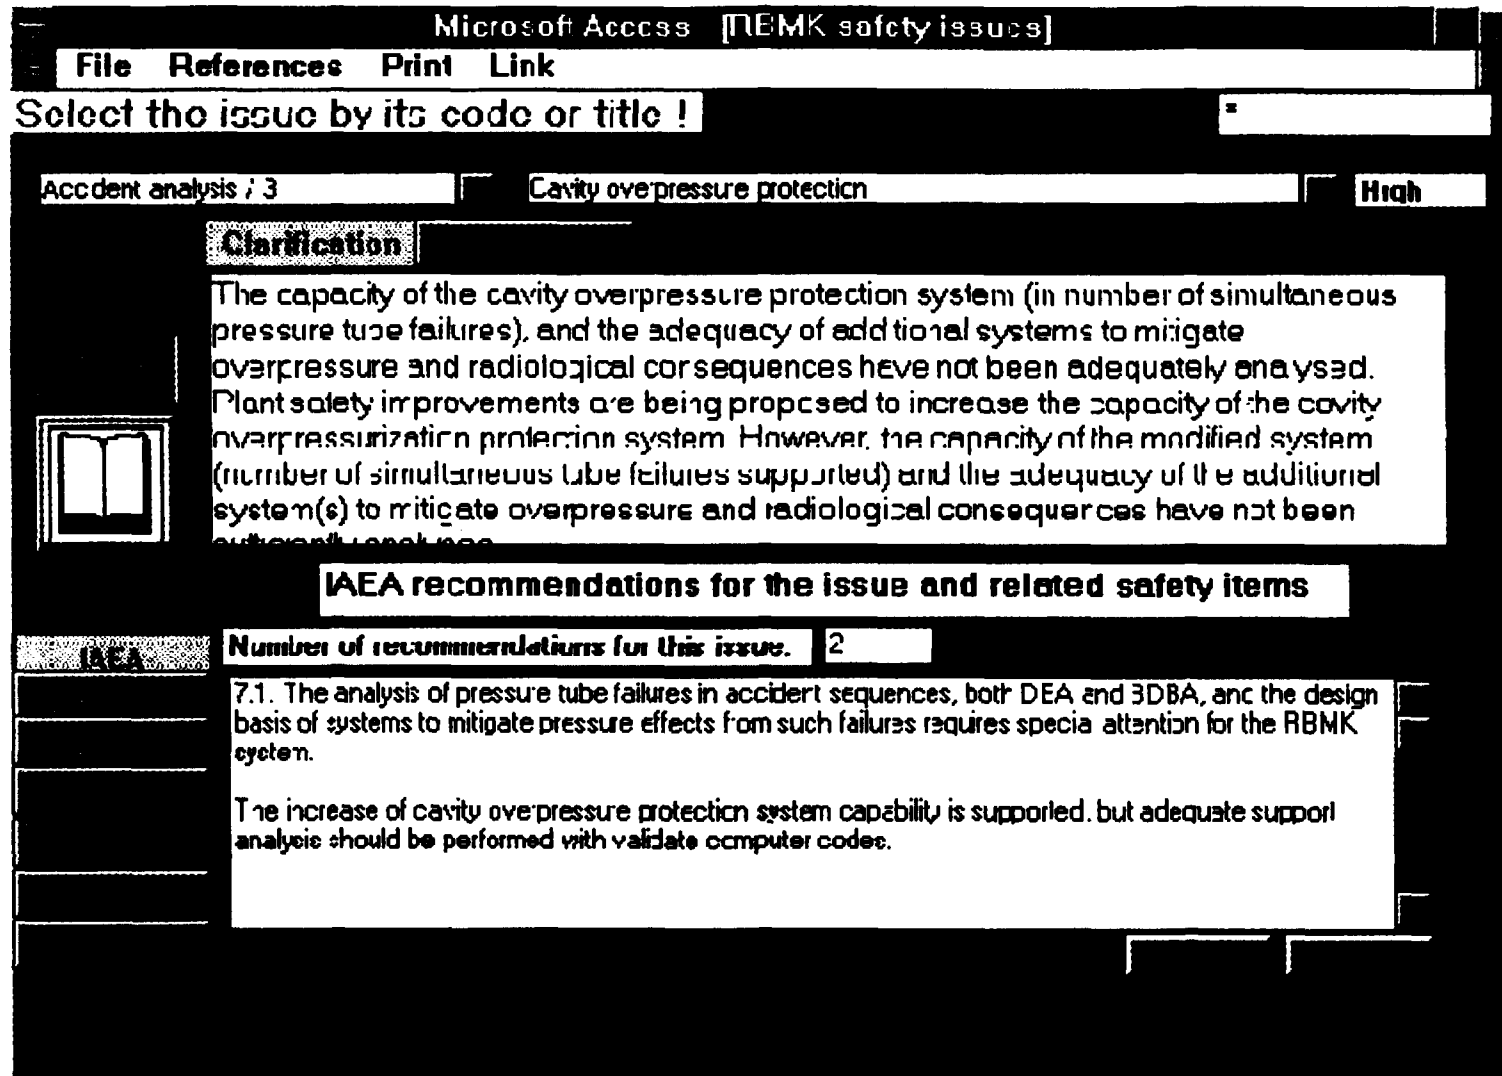 Microsoft Access [RBMK safety issues]
File References Print Link
Select the issue by its code or title !
*
Accident analysis / 3
Cavity overpressure protection
High
Clarification
The capacity of the cavity overpressure protection system (in number of simultaneous
pressure tube failures), and the adequacy of additional systems to mitigate
overpressure and radiological consequences have not been adequately analysed.
Plant safety improvements are being proposed to increase the capacity of the cavity
overpressurization protection system. However, the capacity of the modified system
(number of simultaneous tube failures supported) and the adequacy of the additional
system(s) to mitigate overpressure and radiological consequences have not been
IAEA recommendations for the issue and related safety items
IAEA
Number of recommendations for this issue.
2
7.1. The analysis of pressure tube failures in accident sequences, both DBA and BDBA, and the design
basis of systems to mitigate pressure effects from such failures requires special attention for the RBMK
system.
The increase of cavity overpressure protection system capability is supported, but adequate support
analysis should be performed with validate computer codes.